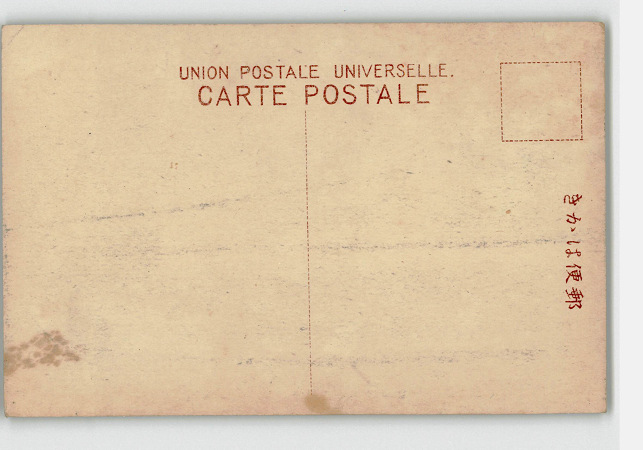 UNION POSTALE UNIVERSELLE.
CARTE POSTALE
きかは便郵